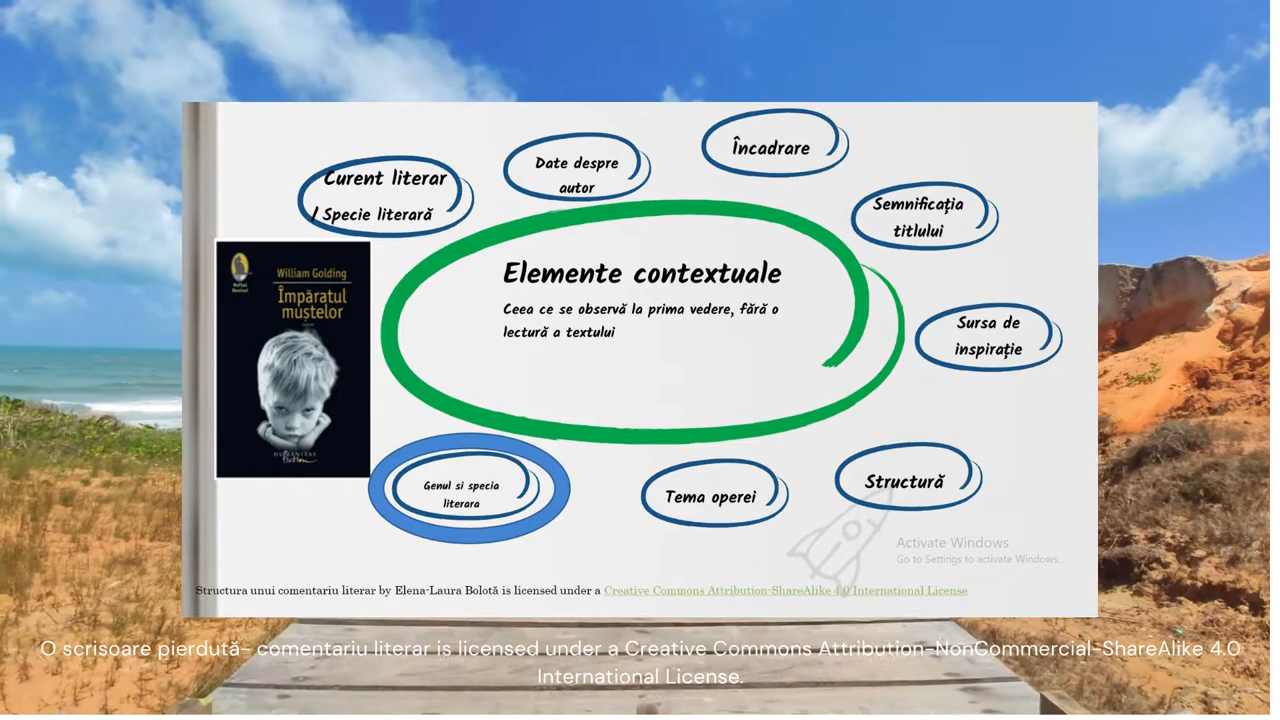 Încadrare
Date despre
autor
Curent literar
/ Specie literară
Semnificația
titlului
William Golding
Împăratul
muștelor
HUMANITAS
fiction
Elemente contextuale
Ceea ce se observă la prima vedere, fără o
lectură a textului
Sursa de
inspirație
Genul si specia
literara
Tema operei
Structură
Activate Windows
Go to Settings to activate Windows.
Structura unui comentariu literar by Elena-Laura Bolotă is licensed under a Creative Commons Attribution-ShareAlike 4.0 International License
O scrisoare pierdută- comentariu literar is licensed under a Creative Commons Attribution-NonCommercial-ShareAlike 4.0
International License.